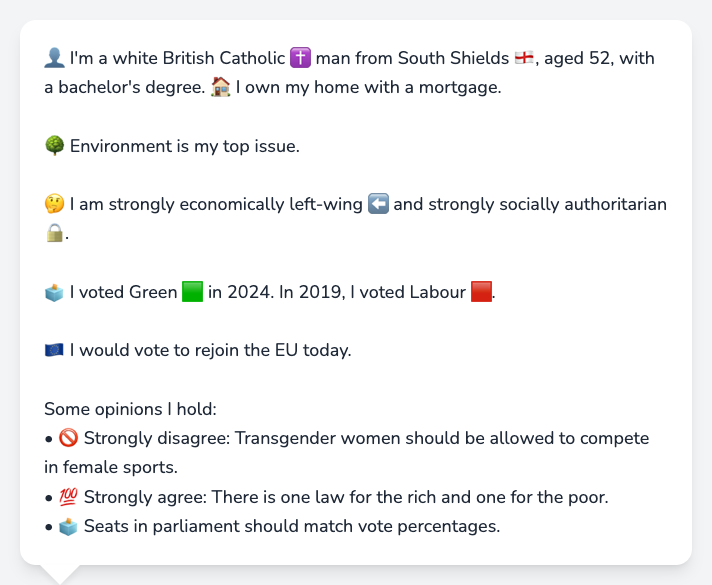 👤 I'm a white British Catholic ✝️ man from South Shields 🏴󠁧󠁢󠁥󠁮󠁧󠁿, aged 52, with
a bachelor's degree. 🏠 I own my home with a mortgage.
🌳 Environment is my top issue.
🤔 I am strongly economically left-wing ⬅️ and strongly socially authoritarian
🔒.
🗳️ I voted Green 🟩 in 2024. In 2019, I voted Labour 🟥.
🇪🇺 I would vote to rejoin the EU today.
Some opinions I hold:
• 🚫 Strongly disagree: Transgender women should be allowed to compete
in female sports.
• 💯 Strongly agree: There is one law for the rich and one for the poor.
• 🗳️ Seats in parliament should match vote percentages.